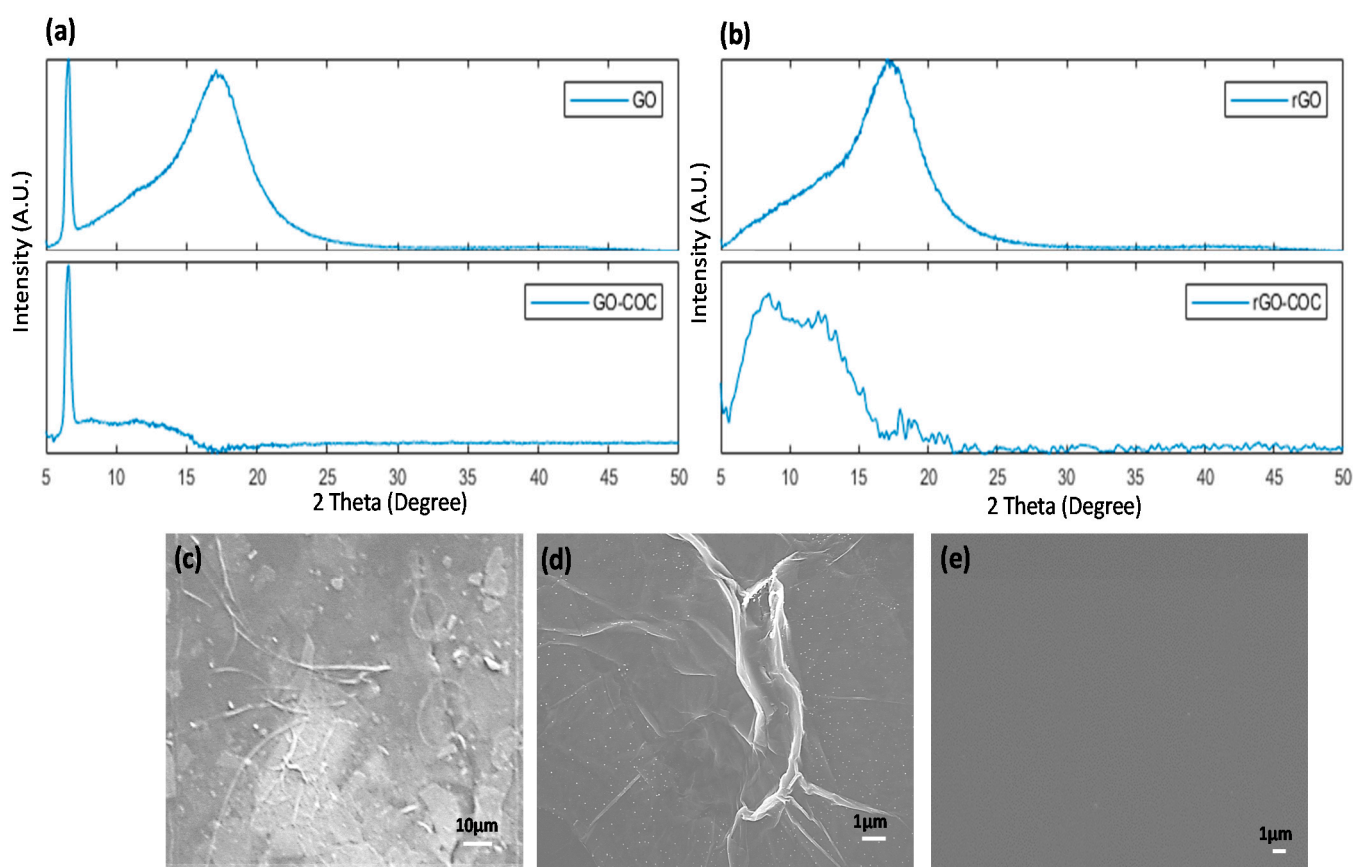 (a)
(b)
GO
rGO
GO-COC
rGO-COC
Intensity (A.U.)
Intensity (A.U.)
5 10 15 20 25 30 35 40 45 50
5 10 15 20 25 30 35 40 45 50
2 Theta (Degree)
2 Theta (Degree)
(c)
(d)
(e)
10µm
1µm
1µm